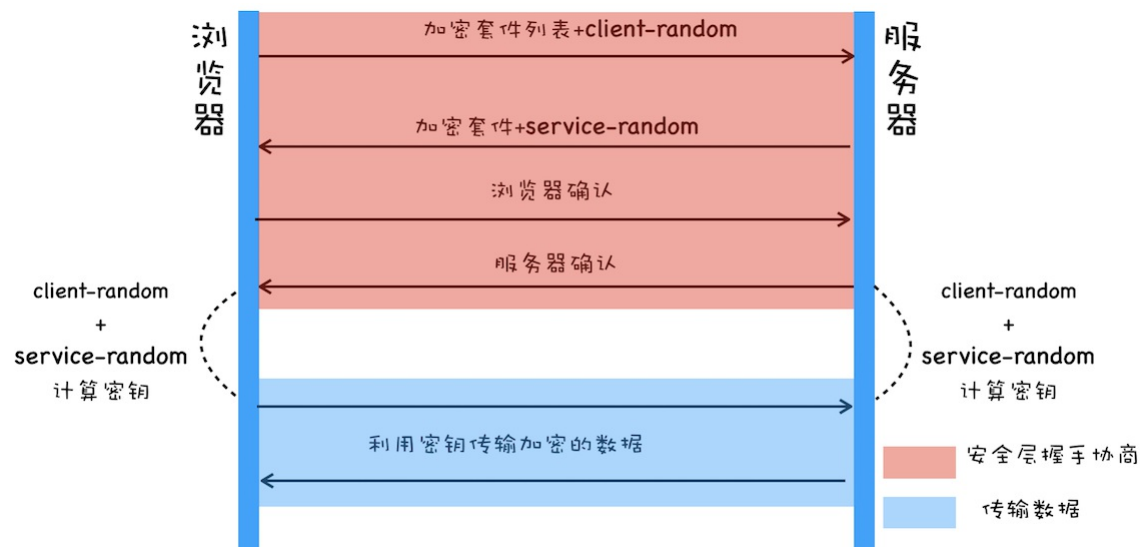 浏览器
服务器
加密套件列表+client-random
加密套件+service-random
浏览器确认
服务器确认
client-random
+
service-random
计算密钥
client-random
+
service-random
计算密钥
利用密钥传输加密的数据
安全层握手协商
传输数据